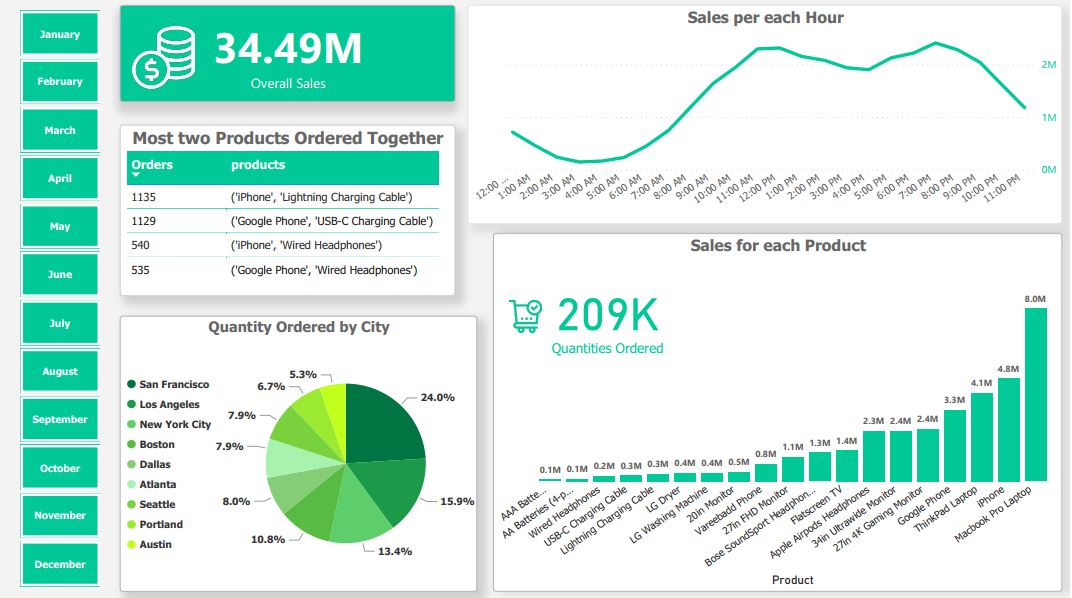 January
February
March
April
May
June
July
August
September
October
November
December
34.49M
Overall Sales
Most two Products Ordered Together
Orders products
1135 ('iPhone', 'Lightning Charging Cable')
1129 ('Google Phone', 'USB-C Charging Cable')
540 ('iPhone', 'Wired Headphones')
535 ('Google Phone', 'Wired Headphones')
Quantity Ordered by City
San Francisco
Los Angeles
New York City
Boston
Dallas
Atlanta
Seattle
Portland
Austin
24.0%
15.9%
13.4%
10.8%
8.0%
7.9%
7.9%
6.7%
5.3%
Sales per each Hour
2M
1M
0M
12:00 ...
1:00 AM
2:00 AM
3:00 AM
4:00 AM
5:00 AM
6:00 AM
7:00 AM
8:00 AM
9:00 AM
10:00 AM
11:00 AM
12:00 PM
1:00 PM
2:00 PM
3:00 PM
4:00 PM
5:00 PM
6:00 PM
7:00 PM
8:00 PM
9:00 PM
10:00 PM
11:00 PM
Sales for each Product
$
209K
Quantities Ordered
0.1M
0.1M
0.2M
0.3M
0.3M
0.4M
0.4M
0.5M
0.8M
1.1M
1.3M
1.4M
2.3M
2.4M
2.4M
3.3M
4.1M
4.8M
8.0M
AAA Batte...
AA Batteries (4-p...
Wired Headphones
USB-C Charging Cable
Lightning Charging Cable
LG Dryer
LG Washing Machine
20in Monitor
Vareebadd Phone
27in FHD Monitor
Bose SoundSport Headphon...
Flatscreen TV
Apple Airpods Headphones
34in Ultrawide Monitor
27in 4K Gaming Monitor
Google Phone
ThinkPad Laptop
iPhone
Macbook Pro Laptop
Product